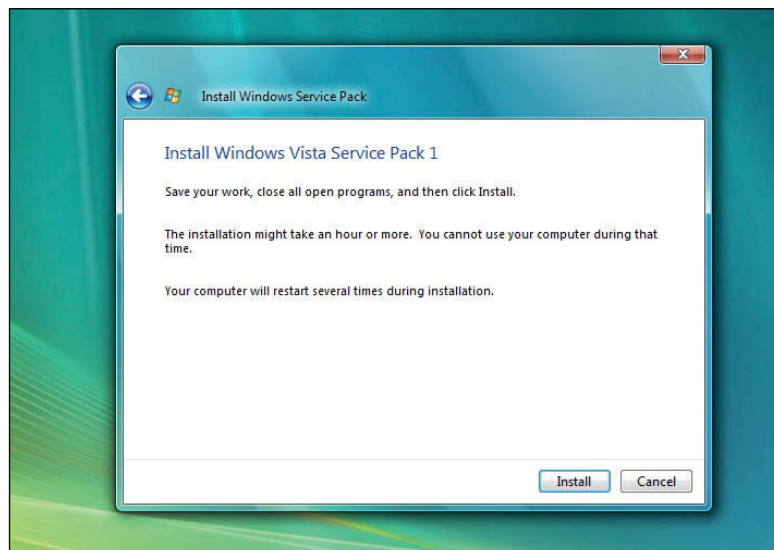 Install Windows Service Pack
Install Windows Vista Service Pack 1
Save your work, close all open programs, and then click Install.
The installation might take an hour or more.  You cannot use your computer during that
time.
Your computer will restart several times during installation.
Install
Cancel